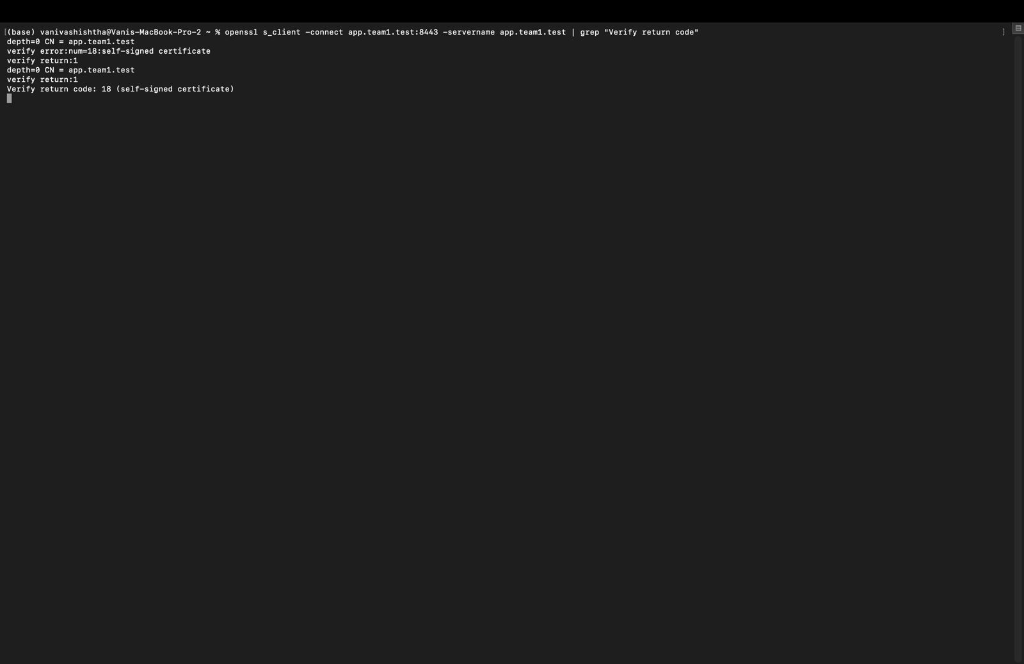 (base) vanivashishtha@Vanis-MacBook-Pro-2 ~ % openssl s_client -connect app.team1.test:8443 -servername app.team1.test | grep "Verify return code"
depth=0 CN = app.team1.test
verify error:num=18:self-signed certificate
verify return:1
depth=0 CN = app.team1.test
verify return:1
Verify return code: 18 (self-signed certificate)